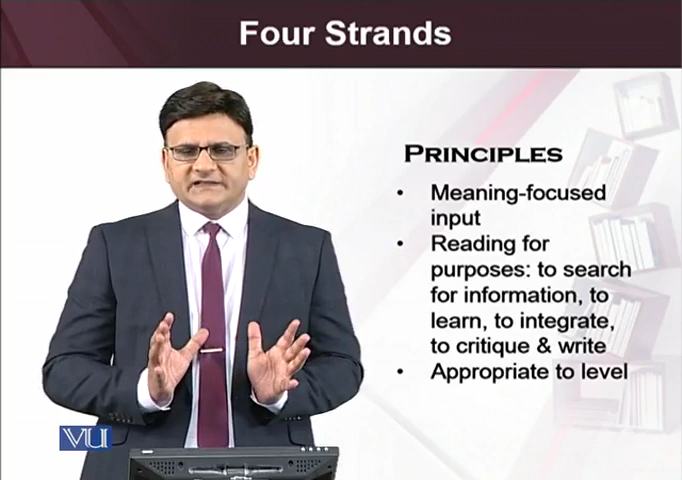 Four Strands
PRINCIPLES
• Meaning-focused
input
• Reading for
purposes: to search
for information, to
learn, to integrate,
to critique & write
• Appropriate to level
VU